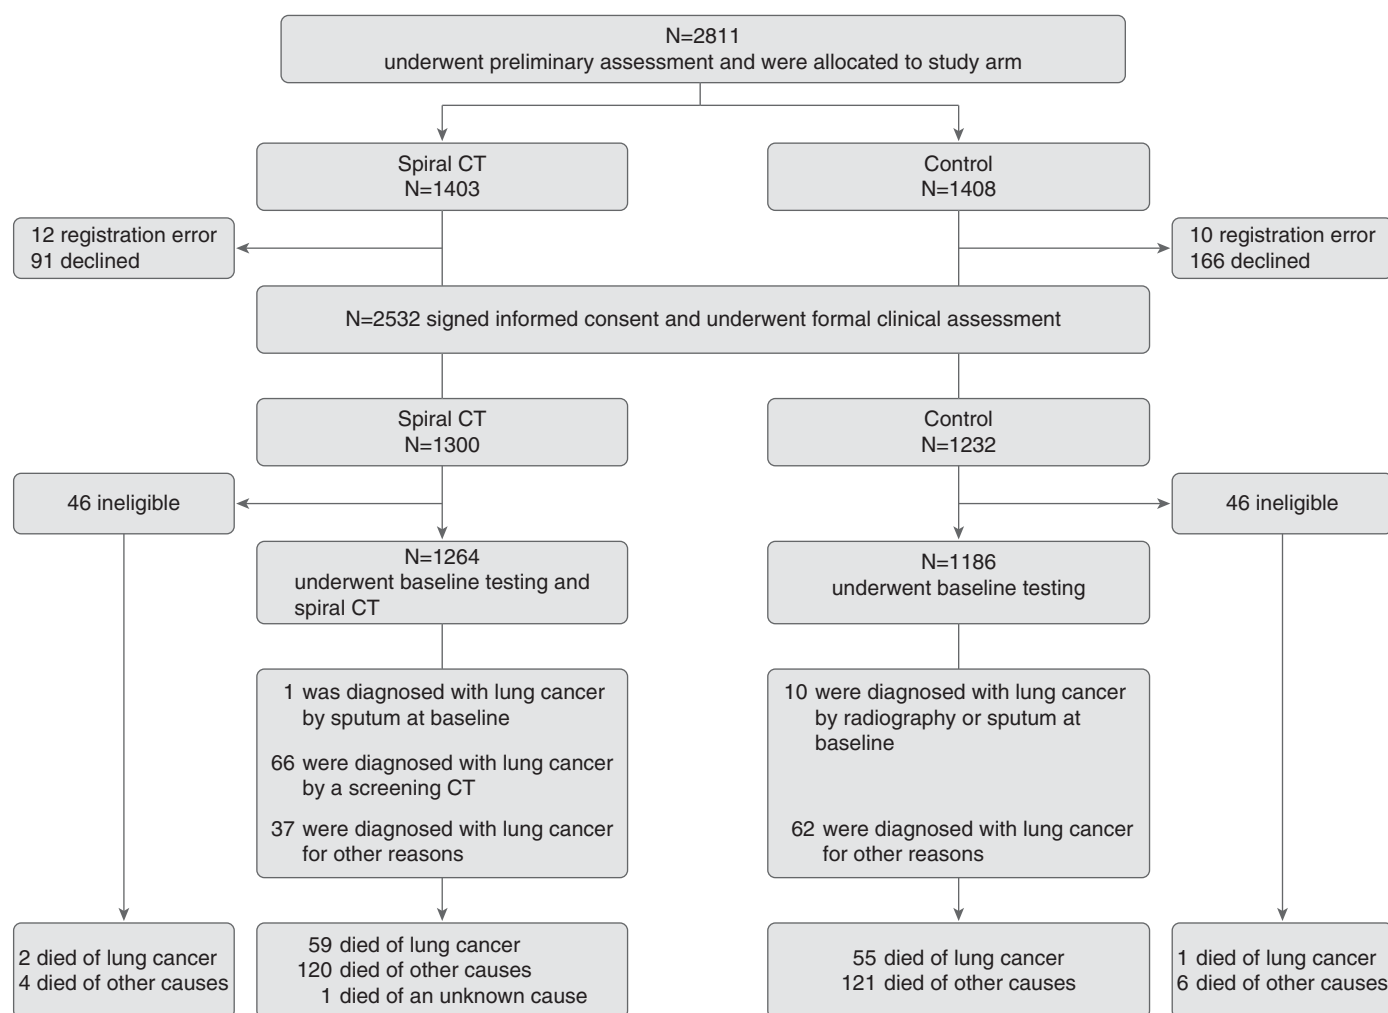 N=2811
underwent preliminary assessment and were allocated to study arm
Spiral CT
N=1403
Control
N=1408
12 registration error
91 declined
10 registration error
166 declined
N=2532 signed informed consent and underwent formal clinical assessment
Spiral CT
N=1300
Control
N=1232
46 ineligible
46 ineligible
N=1264
underwent baseline testing and
spiral CT
N=1186
underwent baseline testing
1 was diagnosed with lung cancer
by sputum at baseline
66 were diagnosed with lung cancer
by a screening CT
37 were diagnosed with lung cancer
for other reasons
10 were diagnosed with lung cancer
by radiography or sputum at
baseline
62 were diagnosed with lung cancer
for other reasons
2 died of lung cancer
4 died of other causes
59 died of lung cancer
120 died of other causes
1 died of an unknown cause
55 died of lung cancer
121 died of other causes
1 died of lung cancer
6 died of other causes